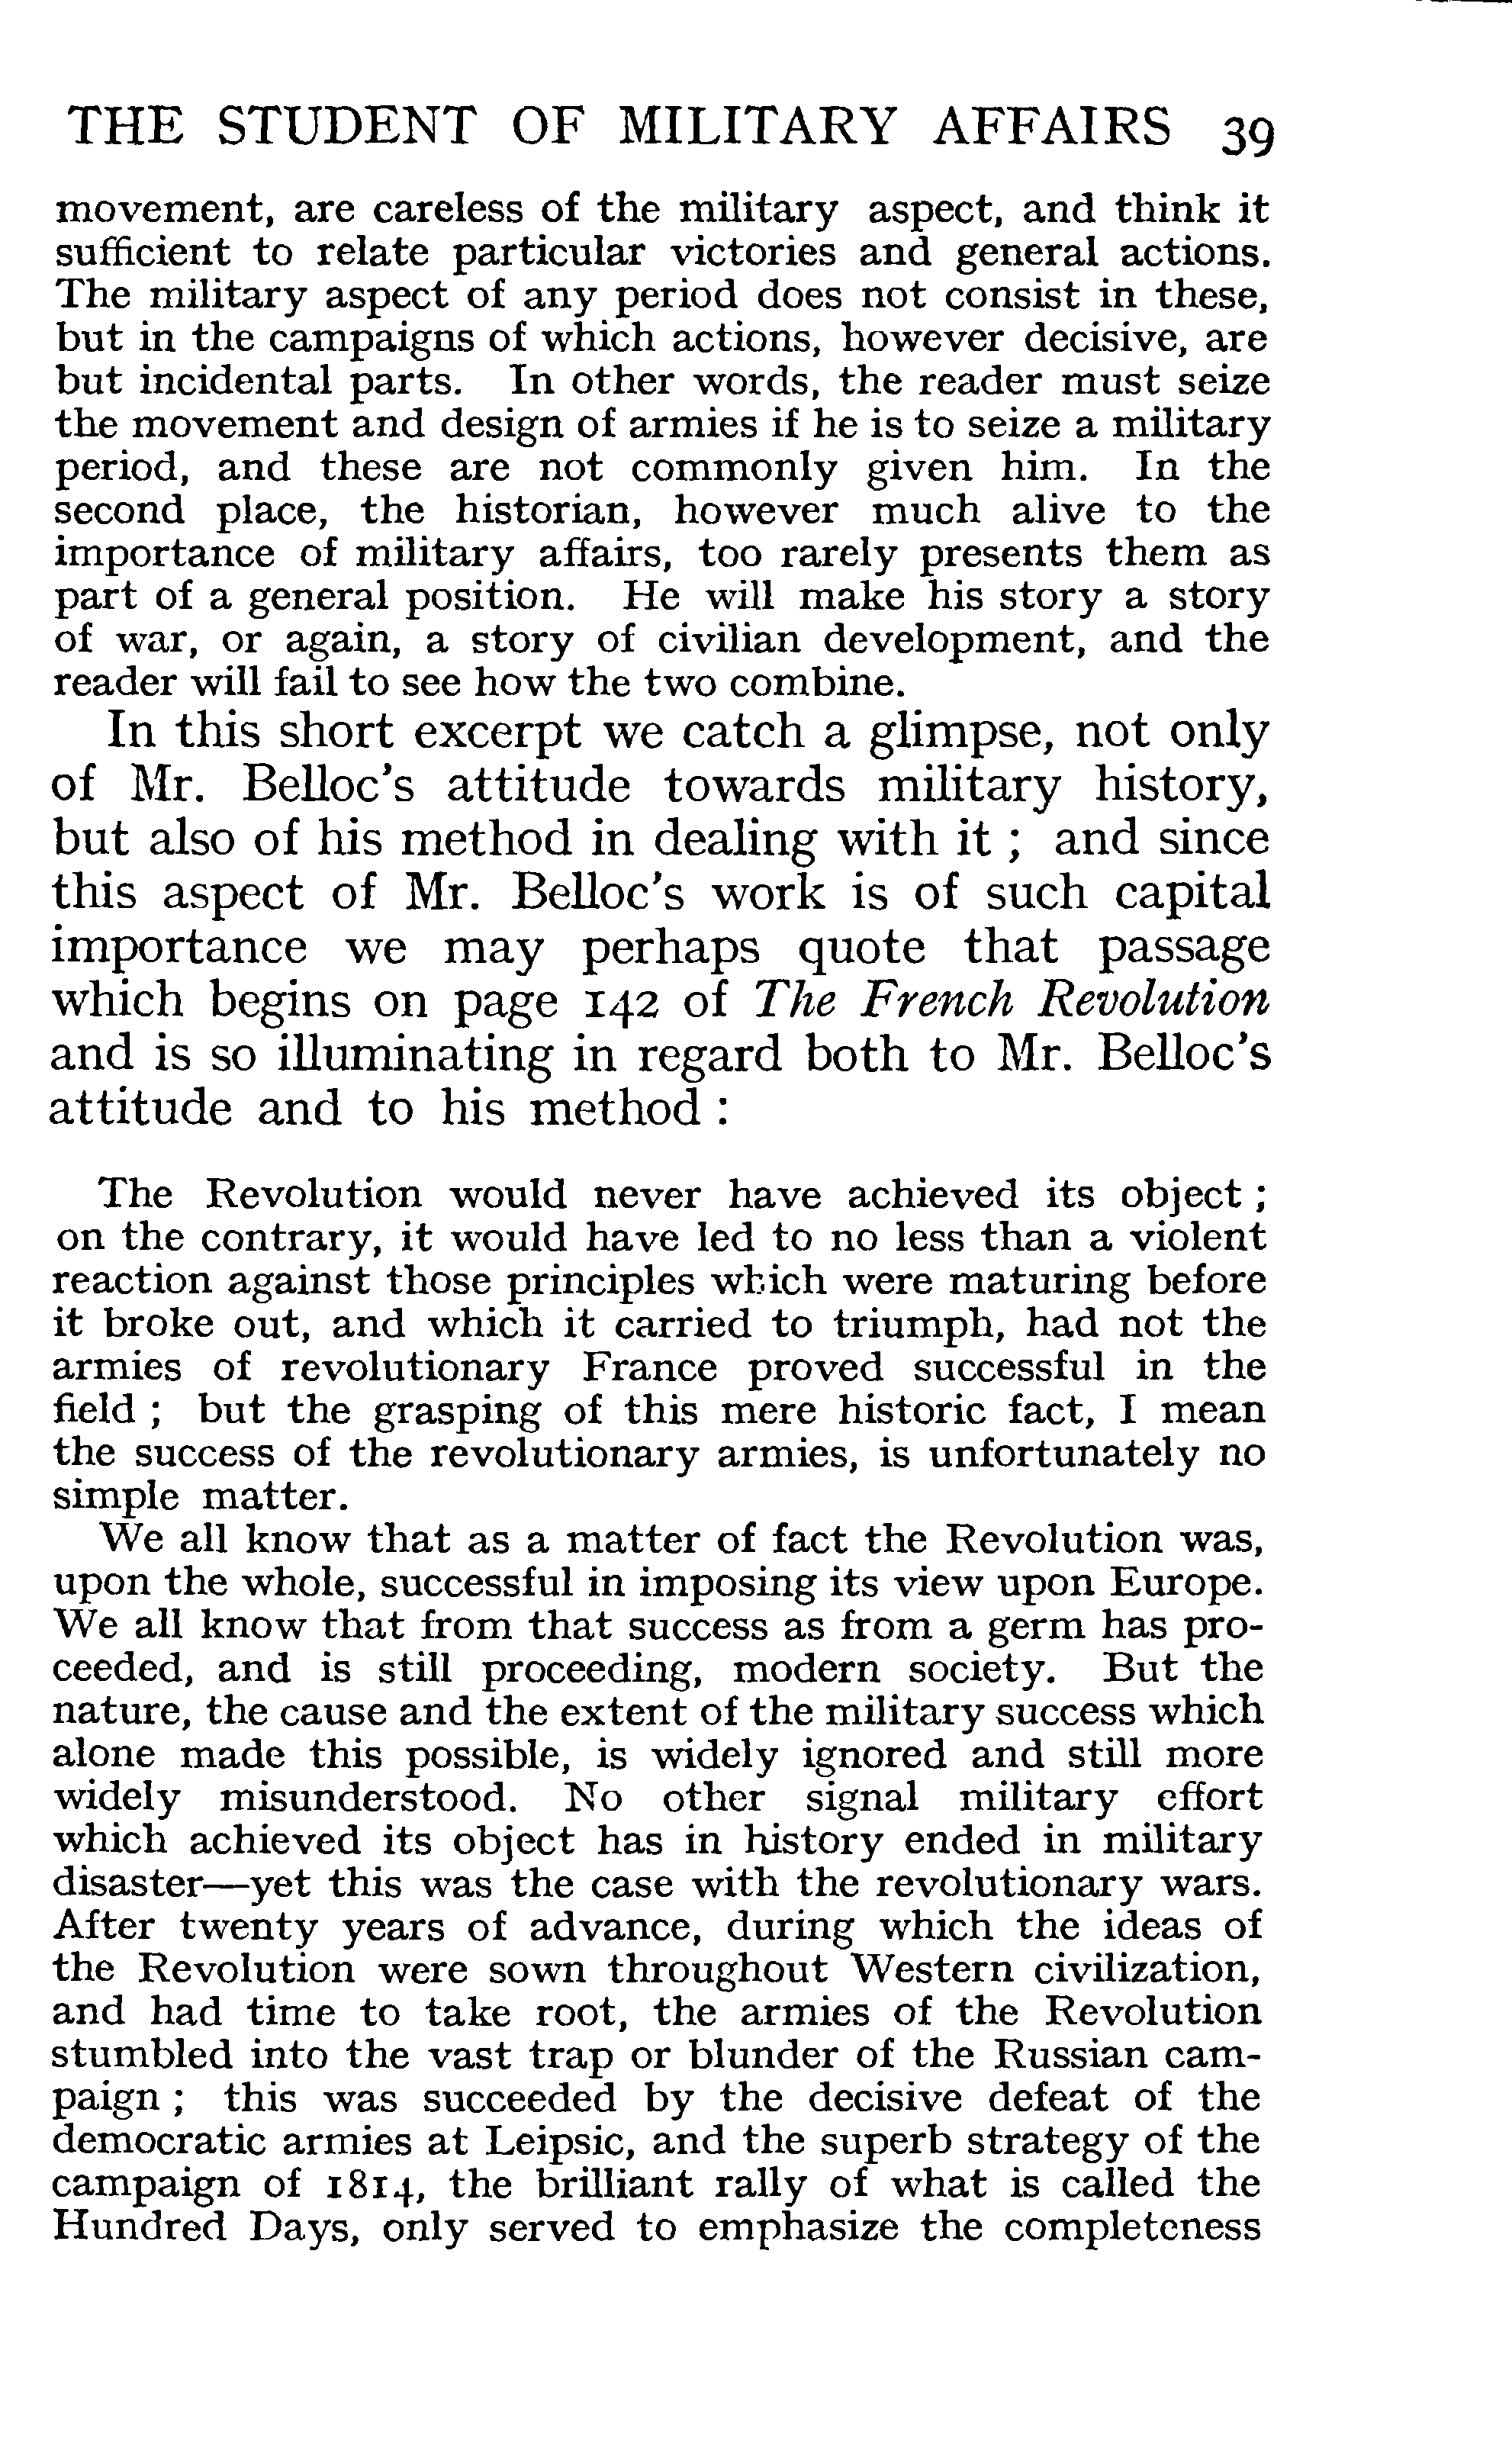 THE STUDENT OF MILITARY AFFAIRS 39
movement, are careless of the military aspect, and think it
sufficient to relate particular victories and general actions.
The military aspect of any period does not consist in these,
but in the campaigns of which actions, however decisive, are
but incidental parts. In other words, the reader must seize
the movement and design of armies if he is to seize a military
period, and these are not commonly given him. In the
second place, the historian, however much alive to the
importance of military affairs, too rarely presents them as
part of a general position. He will make his story a story
of war, or again, a story of civilian development, and the
reader will fail to see how the two combine.
In this short excerpt we catch a glimpse, not only
of Mr. Belloc's attitude towards military history,
but also of his method in dealing with it ; and since
this aspect of Mr. Belloc's work is of such capital
importance we may perhaps quote that passage
which begins on page 142 of The French Revolution
and is so illuminating in regard both to Mr. Belloc's
attitude and to his method :
The Revolution would never have achieved its object ;
on the contrary, it would have led to no less than a violent
reaction against those principles which were maturing before
it broke out, and which it carried to triumph, had not the
armies of revolutionary France proved successful in the
field ; but the grasping of this mere historic fact, I mean
the success of the revolutionary armies, is unfortunately no
simple matter.
We all know that as a matter of fact the Revolution was,
upon the whole, successful in imposing its view upon Europe.
We all know that from that success as from a germ has pro-
ceeded, and is still proceeding, modern society. But the
nature, the cause and the extent of the military success which
alone made this possible, is widely ignored and still more
widely misunderstood. No other signal military effort
which achieved its object has in history ended in military
disaster—yet this was the case with the revolutionary wars.
After twenty years of advance, during which the ideas of
the Revolution were sown throughout Western civilization,
and had time to take root, the armies of the Revolution
stumbled into the vast trap or blunder of the Russian cam-
paign ; this was succeeded by the decisive defeat of the
democratic armies at Leipsic, and the superb strategy of the
campaign of 1814, the brilliant rally of what is called the
Hundred Days, only served to emphasize the completeness